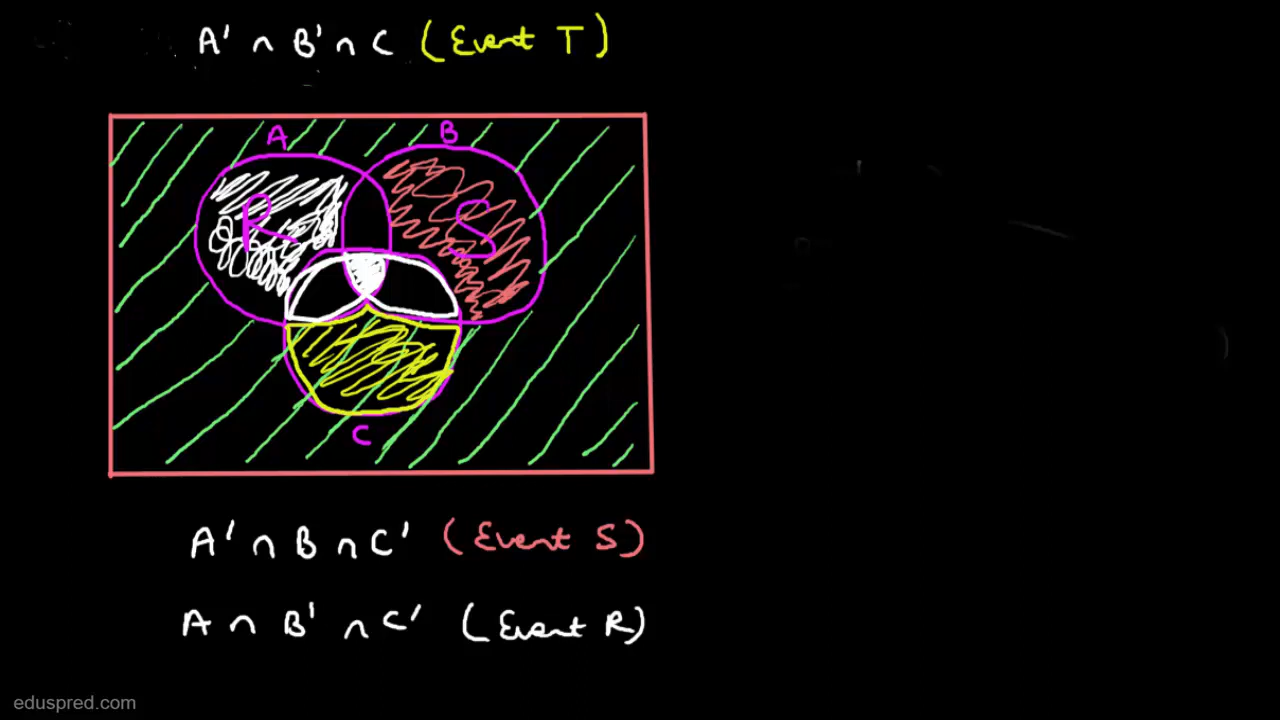 A' ∩ B' ∩ C (Event T)
A B
R S
C
A' ∩ B ∩ C' (Event S)
A ∩ B' ∩ C' (Event R)
eduspred.com